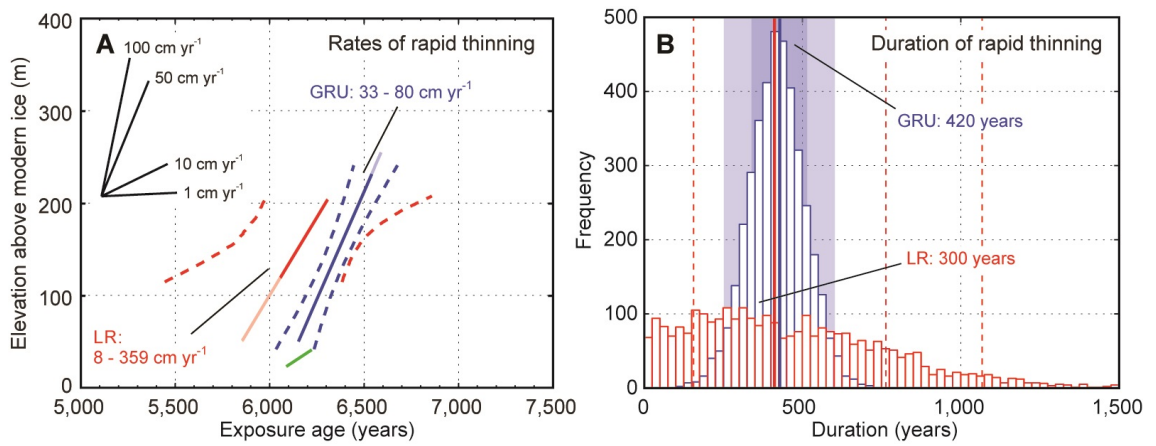 A
Rates of rapid thinning
100 cm yr⁻¹
50 cm yr⁻¹
10 cm yr⁻¹
1 cm yr⁻¹
GRU: 33 - 80 cm yr⁻¹
LR:
8 - 359 cm yr⁻¹
Elevation above modern ice (m)
400
300
200
100
0
5,000
5,500
6,000
6,500
7,000
7,500
Exposure age (years)
B
Duration of rapid thinning
GRU: 420 years
LR: 300 years
Frequency
500
400
300
200
100
0
0
500
1,000
1,500
Duration (years)